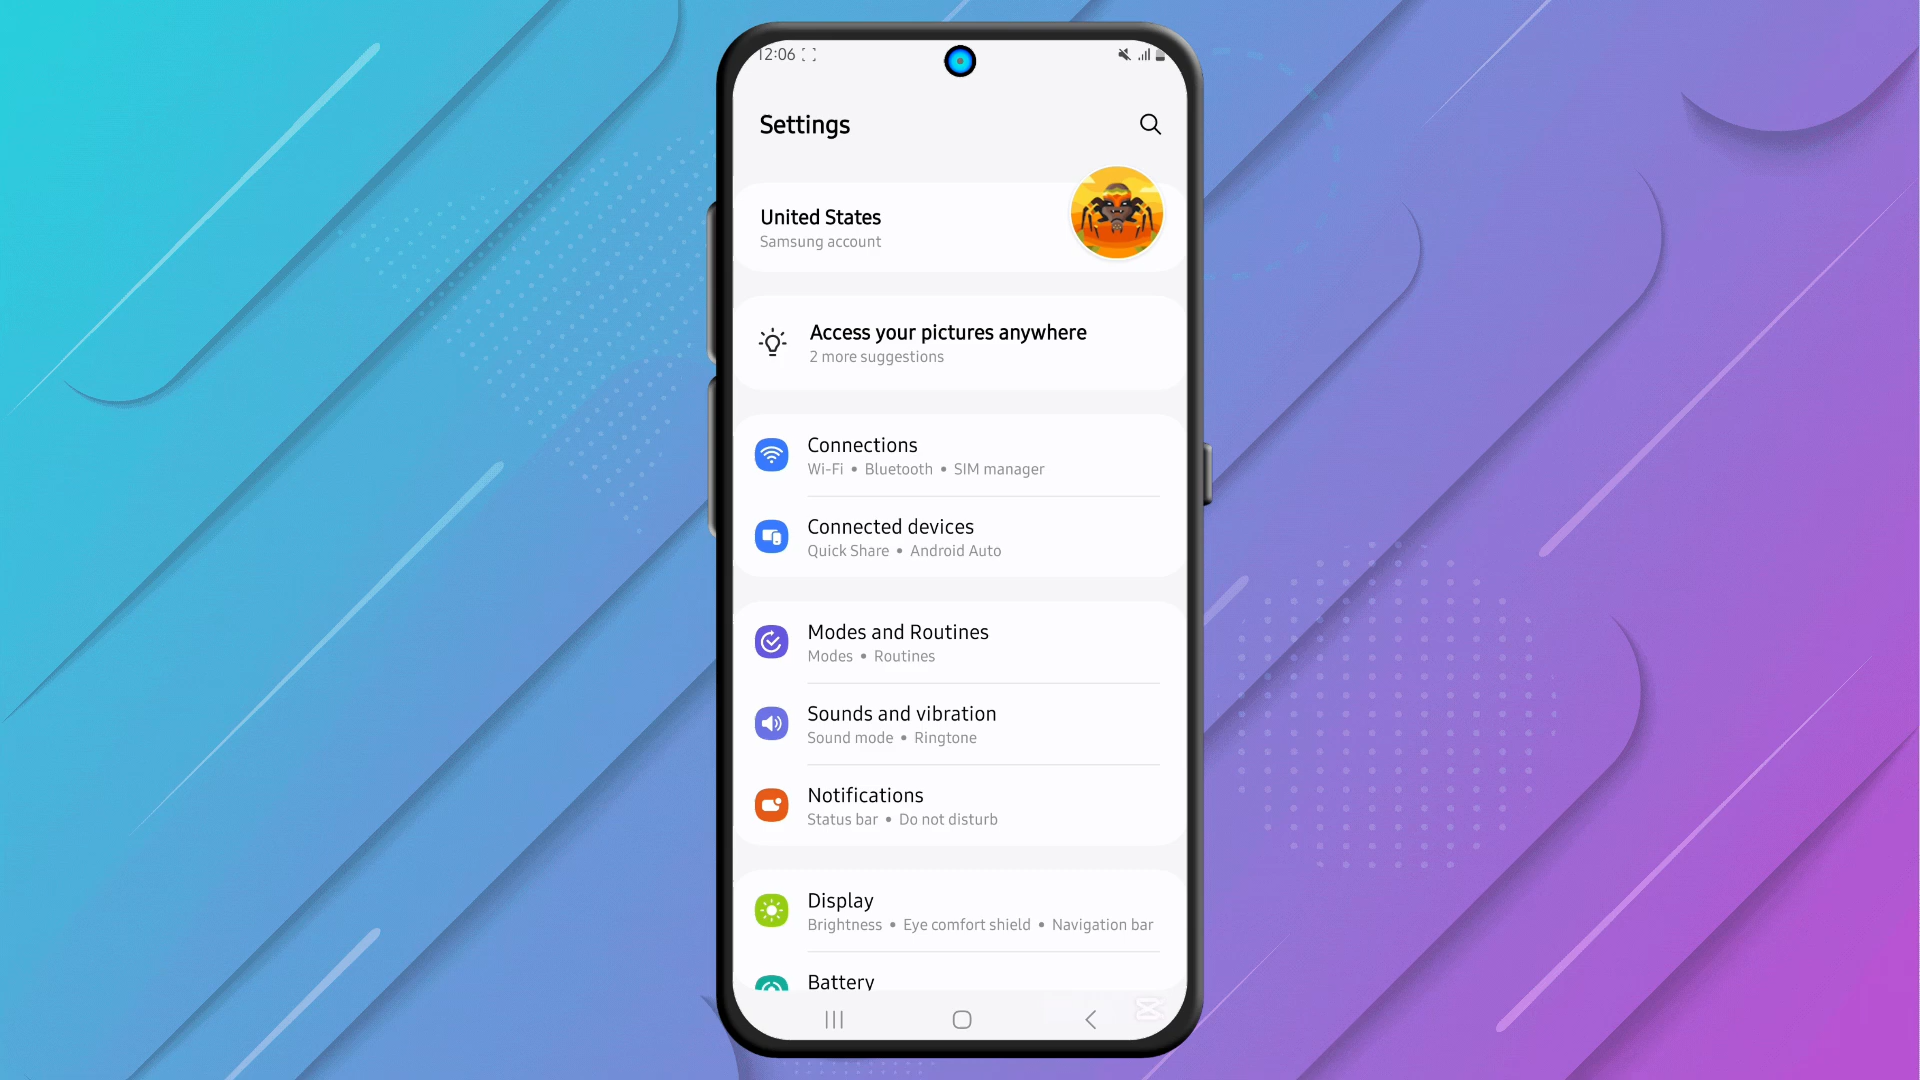 12:06
Settings
United States
Samsung account
Access your pictures anywhere
2 more suggestions
Connections
Wi-Fi • Bluetooth • SIM manager
Connected devices
Quick Share • Android Auto
Modes and Routines
Modes • Routines
Sounds and vibration
Sound mode • Ringtone
Notifications
Status bar • Do not disturb
Display
Brightness • Eye comfort shield • Navigation bar
Battery